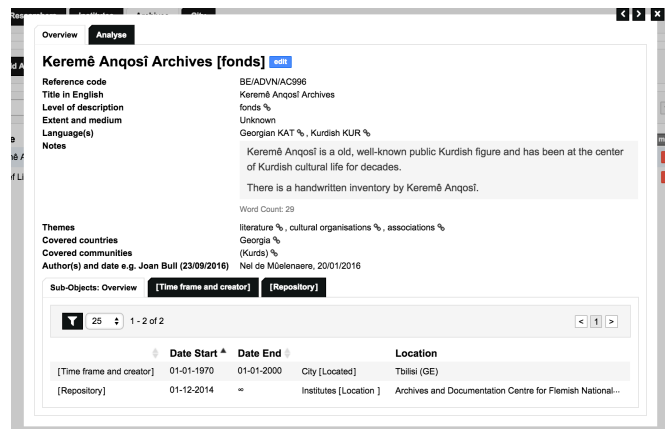 Overview Analyse
Keremê Anqosî Archives [fonds] edit
Reference code BE/ADVN/AC996
Title in English Keremê Anqosî Archives
Level of description fonds
Extent and medium Unknown
Language(s) Georgian KAT , Kurdish KUR
Notes Keremê Anqosî is a old, well-known public Kurdish figure and has been at the center
of Kurdish cultural life for decades.
There is a handwritten inventory by Keremê Anqosî.
Word Count: 29
Themes literature , cultural organisations , associations
Covered countries Georgia
Covered communities (Kurds)
Author(s) and date e.g. Joan Bull (23/09/2016) Nel de Mûelenaere, 20/01/2016
Sub-Objects: Overview [Time frame and creator] [Repository]
25 1 - 2 of 2 < 1 >
Date Start Date End Location
[Time frame and creator] 01-01-1970 01-01-2000 City [Located] Tbilisi (GE)
[Repository] 01-12-2014 ∞ Institutes [Location ] Archives and Documentation Centre for Flemish National...